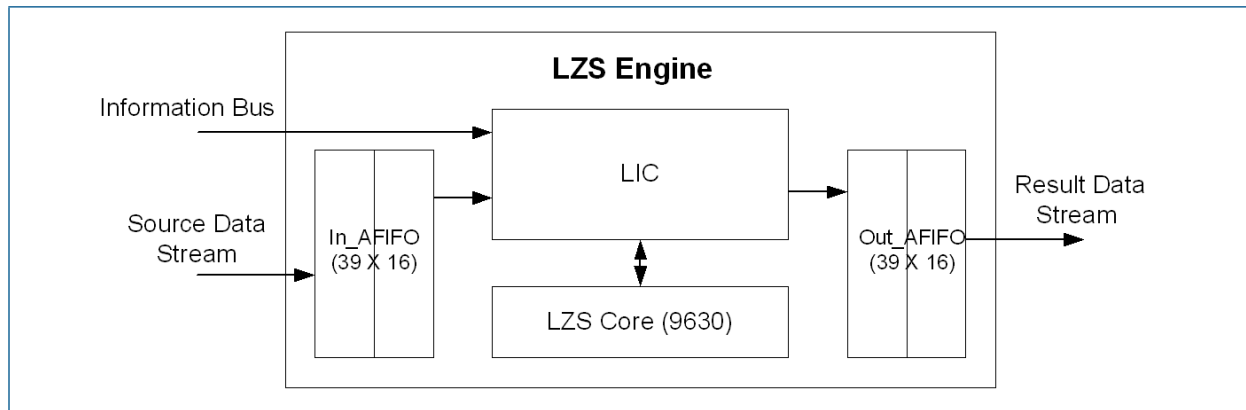 LZS Engine
Information Bus
LIC
Source Data
Stream
In_AFIFO
(39 X 16)
Out_AFIFO
(39 X 16)
Result Data
Stream
LZS Core (9630)